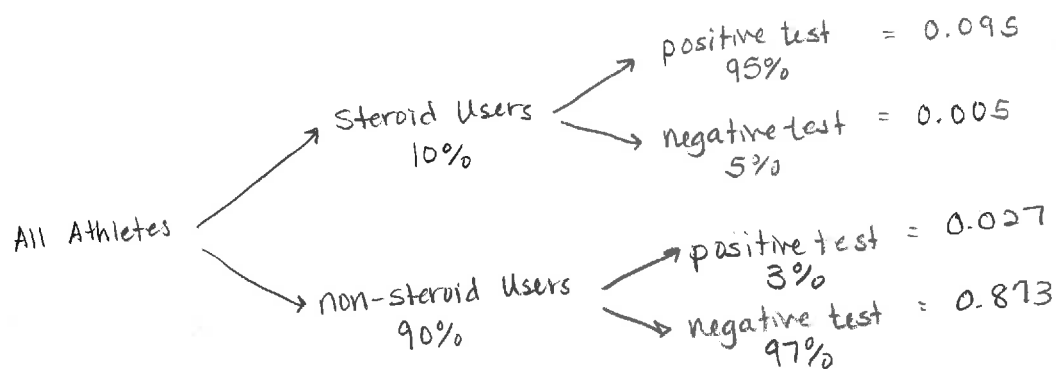 positive test = 0.095
95%
Steroid Users
10%
negative test = 0.005
5%
All Athletes
positive test = 0.027
3%
non-steroid Users
90%
negative test = 0.873
97%